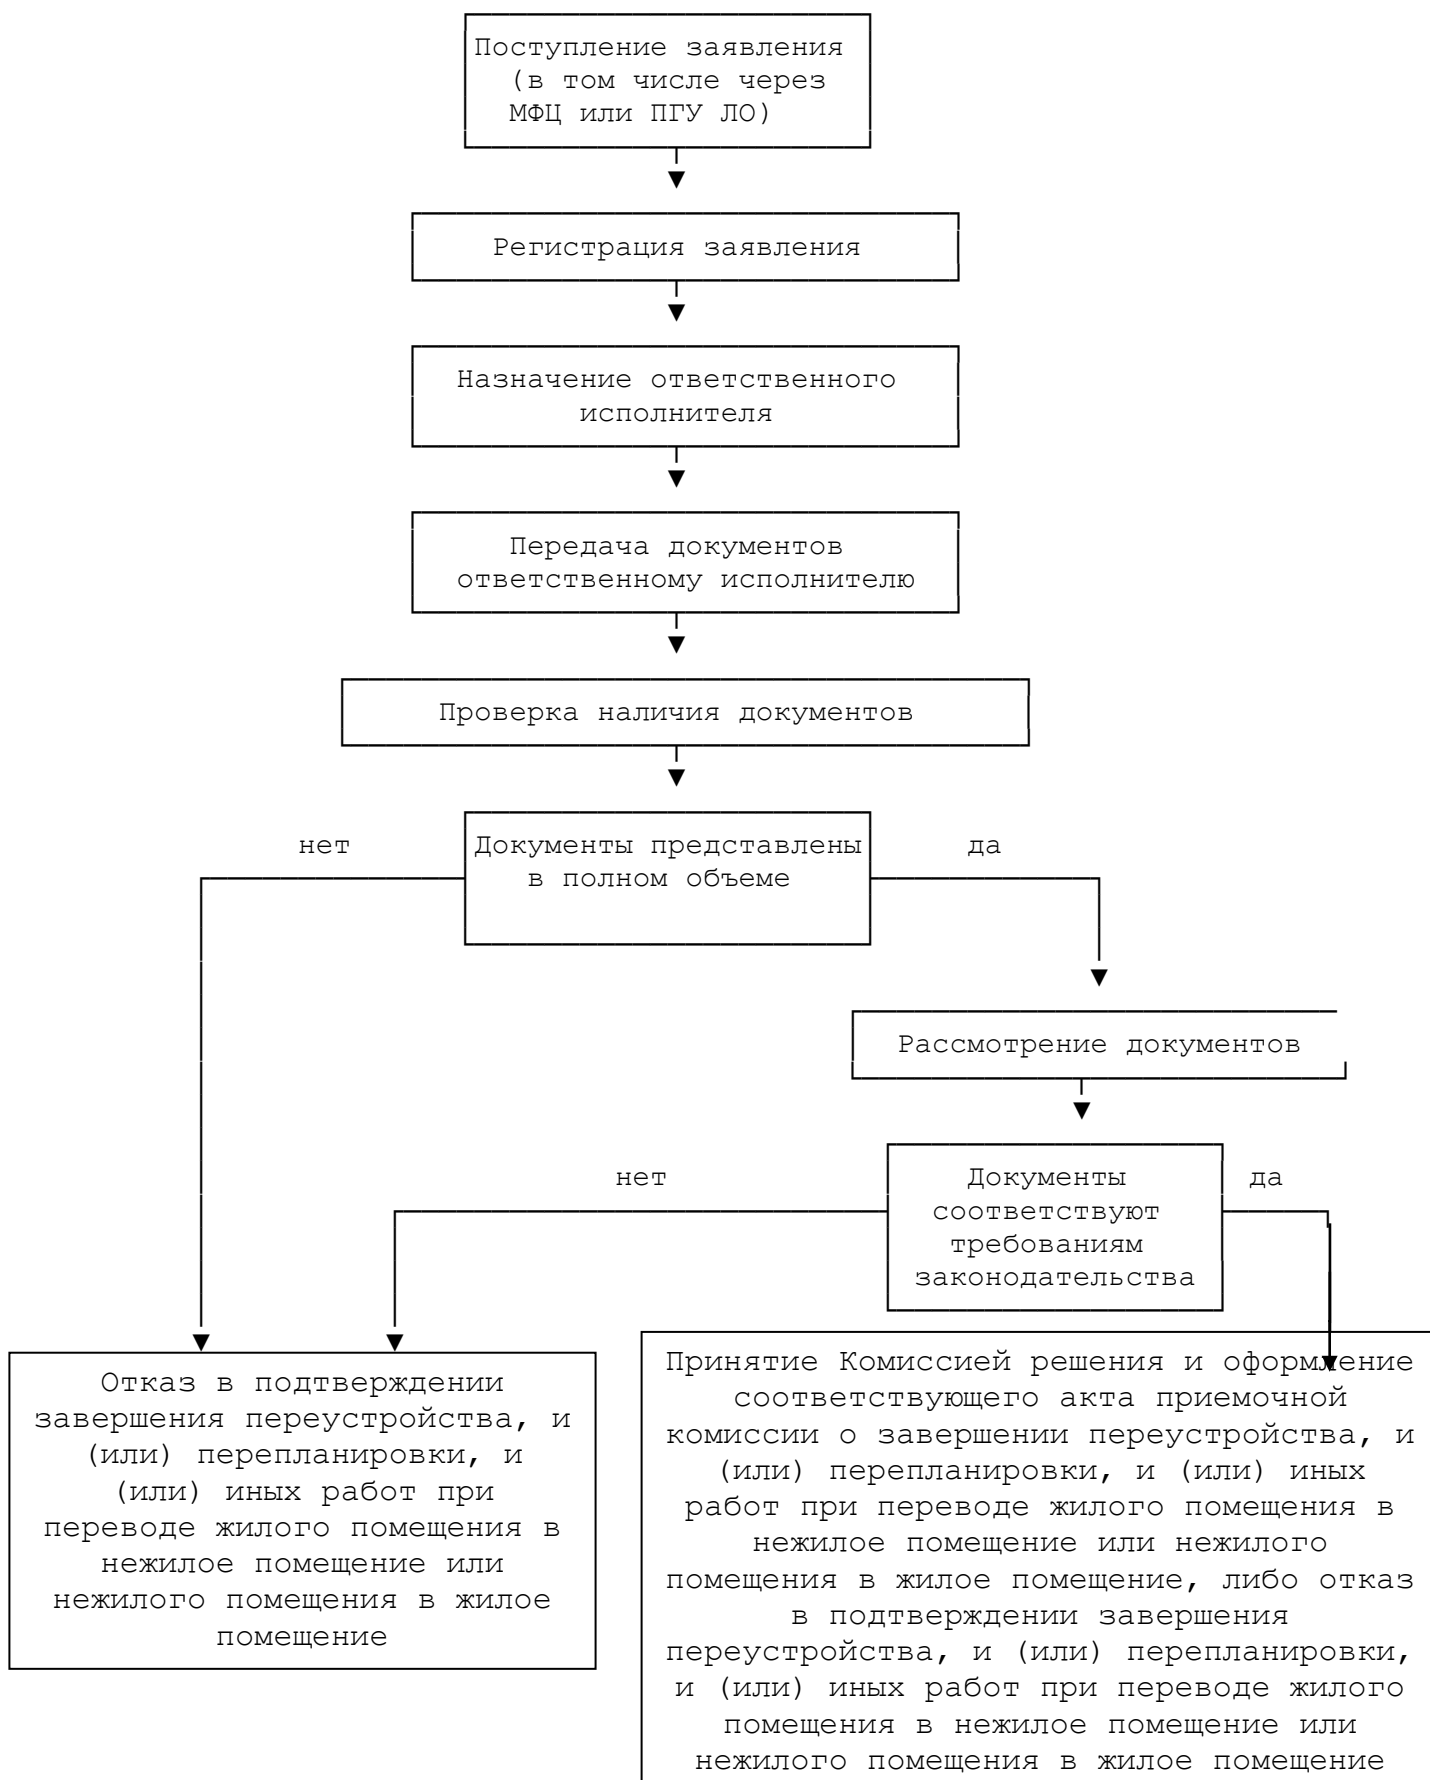 Поступление заявления
(в том числе через
МФЦ или ПГУ ЛО)
Регистрация заявления
Назначение ответственного
исполнителя
Передача документов
ответственному исполнителю
Проверка наличия документов
нет
Документы представлены
в полном объеме
да
Рассмотрение документов
нет
Документы
соответствуют
требованиям
законодательства
да
Отказ в подтверждении
завершения переустройства, и
(или) перепланировки, и
(или) иных работ при
переводе жилого помещения в
нежилое помещение или
нежилого помещения в жилое
помещение
Принятие Комиссией решения и оформление
соответствующего акта приемочной
комиссии о завершении переустройства, и
(или) перепланировки, и (или) иных
работ при переводе жилого помещения в
нежилое помещение или нежилого
помещения в жилое помещение, либо отказ
в подтверждении завершения
переустройства, и (или) перепланировки,
и (или) иных работ при переводе жилого
помещения в нежилое помещение или
нежилого помещения в жилое помещение